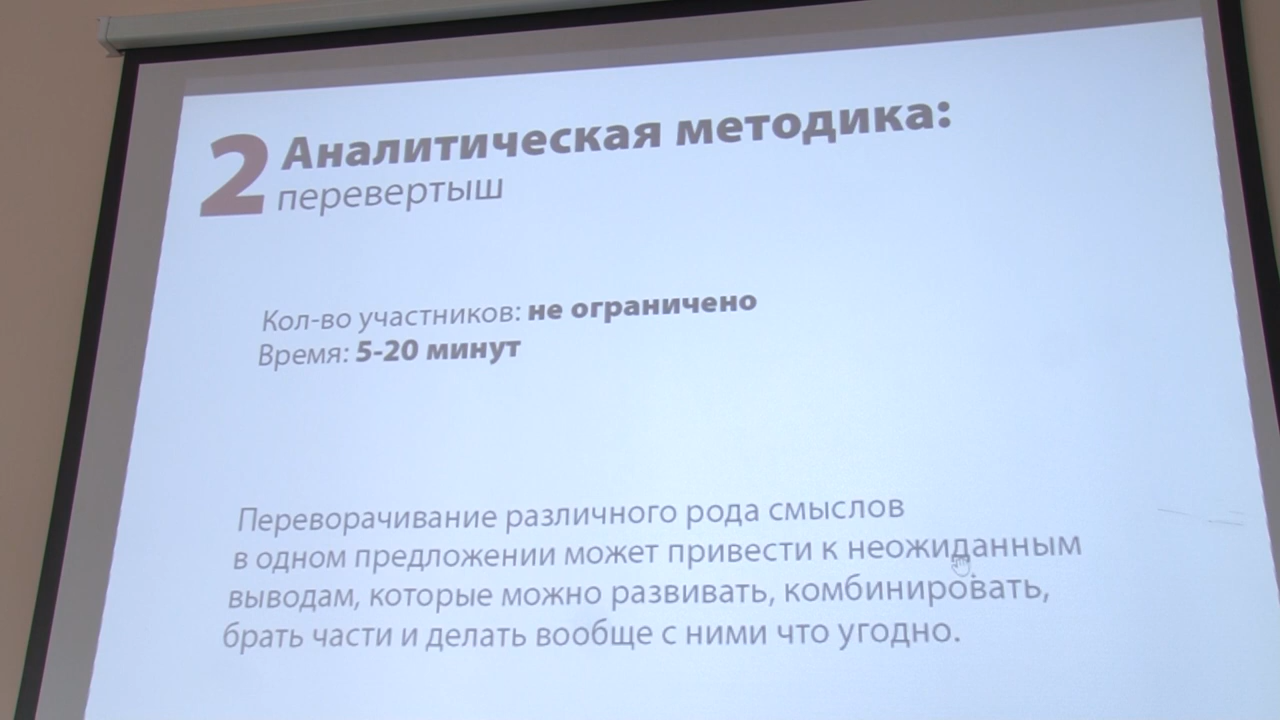 2 Аналитическая методика:
перевертыш
Кол-во участников: не ограничено
Время: 5-20 минут
Переворачивание различного рода смыслов
в одном предложении может привести к неожиданным
выводам, которые можно развивать, комбинировать,
брать части и делать вообще с ними что угодно.